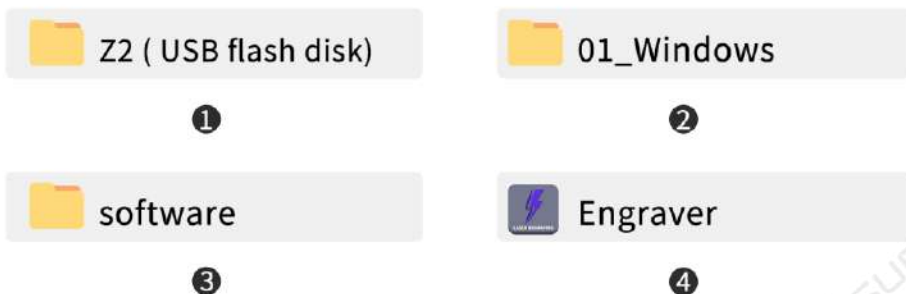 Z2 ( USB flash disk)
01_Windows
❶
❷
software
Engraver
❸
❹